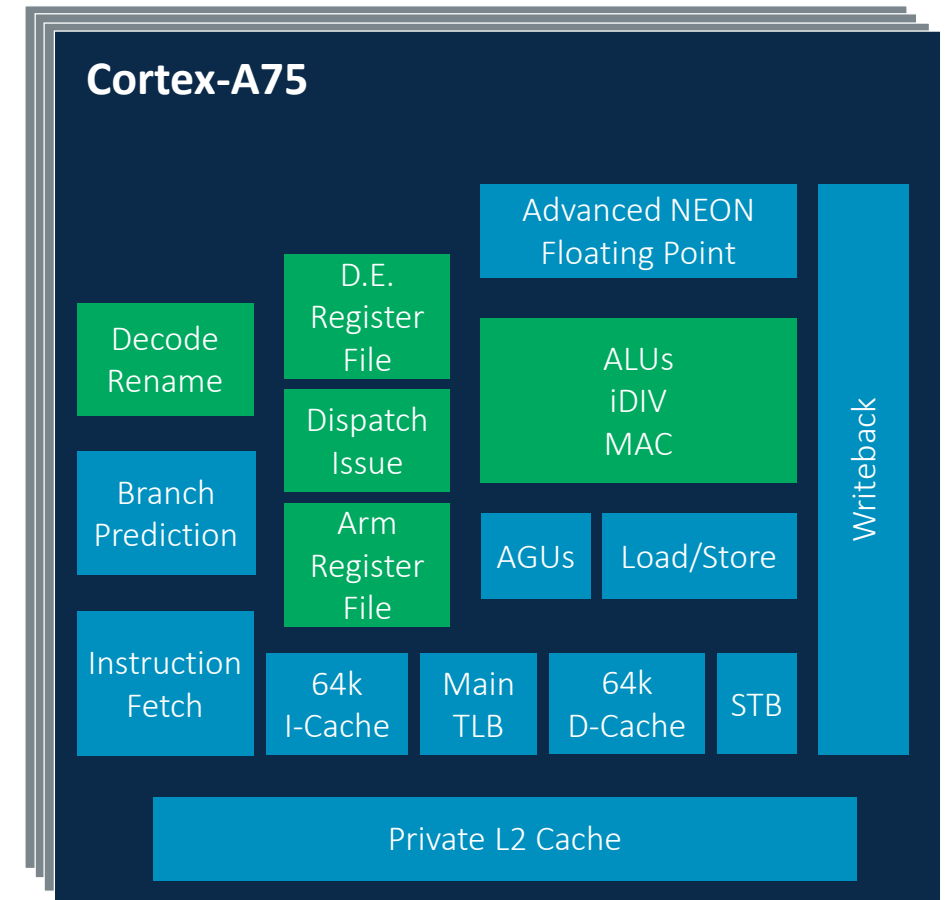 Cortex-A75
Advanced NEON
Floating Point
D.E.
Register
File
Decode
Rename
ALUs
iDIV
MAC
Dispatch
Issue
Writeback
Branch
Prediction
Arm
Register
File
AGUs
Load/Store
Instruction
Fetch
64k
I-Cache
Main
TLB
64k
D-Cache
STB
Private L2 Cache